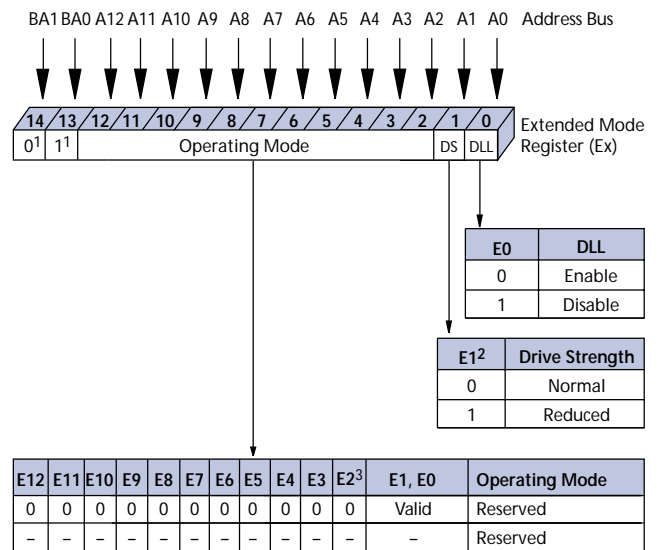 BA1 BA0 A12 A11 A10 A9 A8 A7 A6 A5 A4 A3 A2 A1 A0 Address Bus
14 13 12 11 10 9 8 7 6 5 4 3 2 1 0
0¹ 1¹ Operating Mode DS DLL
Extended Mode
Register (Ex)
E0 DLL
0 Enable
1 Disable
E1² Drive Strength
0 Normal
1 Reduced
E12 E11 E10 E9 E8 E7 E6 E5 E4 E3 E2³ E1, E0 Operating Mode
0 0 0 0 0 0 0 0 0 0 0 Valid Reserved
– – – – – – – – – – – – Reserved